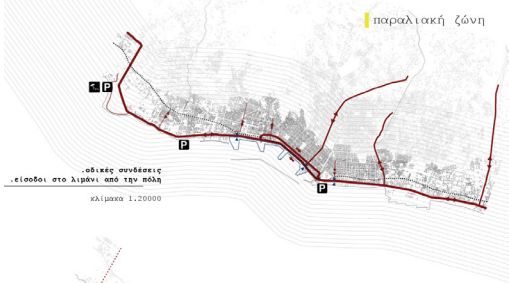 παραλιακή ζώνη
P
P
P
.οδικές συνδέσεις
.είσοδοι στο λιμάνι από την πόλη
κλίμακα 1.20000